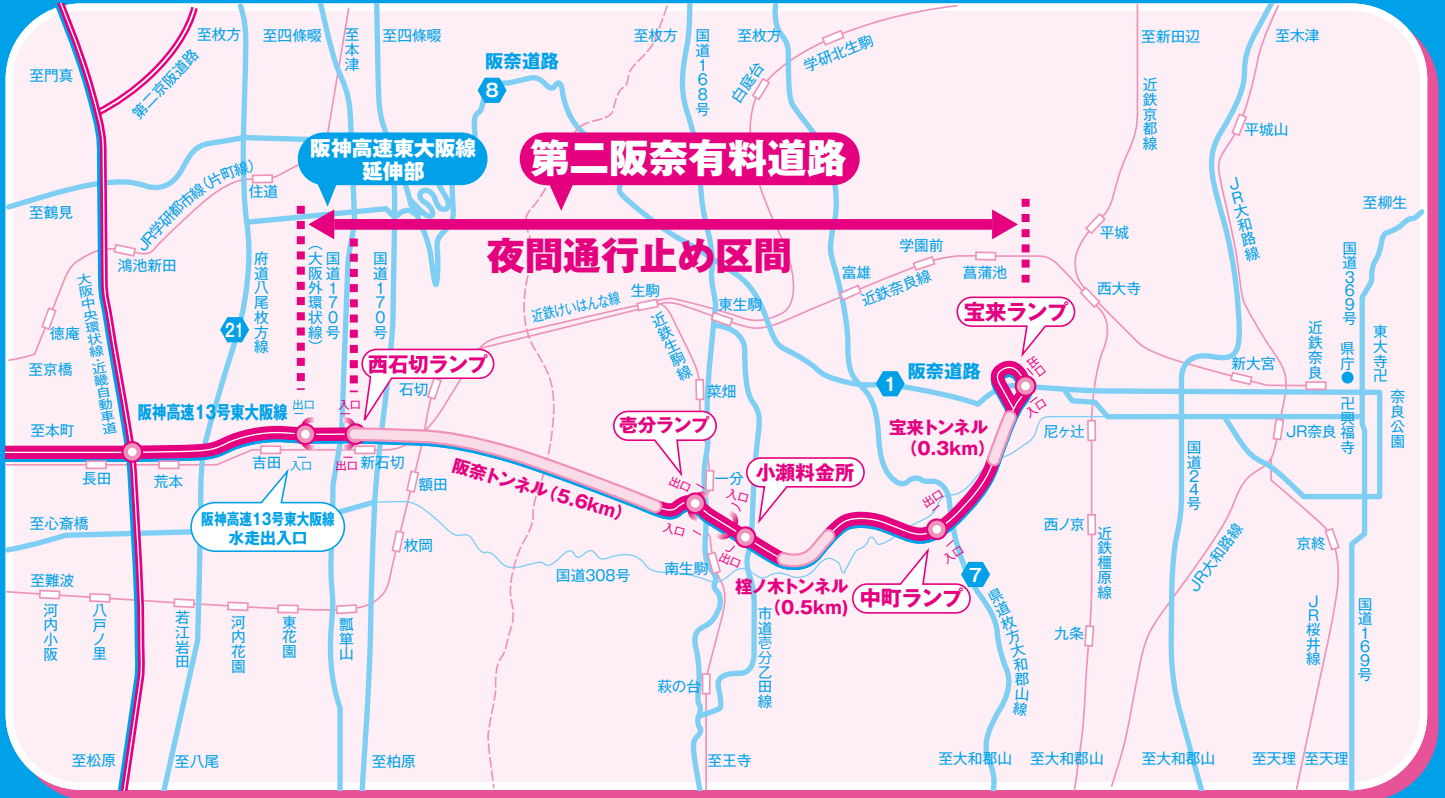 至枚方
至四條畷
至本津
至四條畷
至枚方
国道168号
至枚方
学研北生駒
白庭台
至新田辺
至木津
至門真
第二京阪道路
阪奈道路
8
近鉄京都線
平城山
阪神高速東大阪線
延伸部
第二阪奈有料道路
JR学研都市線(片町線)
住道
至鶴見
鴻池新田
夜間通行止め区間
JR大和路線
至柳生
平城
学園前
菖蒲池
富雄
近鉄奈良線
西大寺
大阪中央環状線・近畿自動車道
徳庵
至京橋
府道八尾枚方線
21
国道170号
(大阪外環状線)
国道170号
近鉄けいはんな線
生駒
東生駒
近鉄生駒線
菜畑
宝来ランプ
国道369号
県庁
東大寺卍
近鉄奈良
新大宮
西石切ランプ
石切
1
阪奈道路
出口
入口
奈良公園
卍興福寺
JR奈良
至本町
阪神高速13号東大阪線
出口
入口
入口
出口
吉田
新石切
長田
荒本
壱分ランプ
宝来トンネル
(0.3km)
尼ヶ辻
国道24号
阪奈トンネル(5.6km)
額田
出口
入口
一分
入口
出口
小瀬料金所
出口
入口
阪神高速13号東大阪線
水走出入口
至心斎橋
枚岡
西ノ京
近鉄橿原線
京終
JR大和路線
国道308号
南生駒
桜ノ木トンネル
(0.5km)
中町ランプ
7
県道枚方大和郡山線
至難波
河内小阪
八戸ノ里
若江岩田
河内花園
東花園
瓢箪山
市道壱分乙田線
九条
JR桜井線
国道169号
萩の台
至松原
至八尾
至柏原
至王寺
至大和郡山
至大和郡山
至大和郡山
至天理
至天理